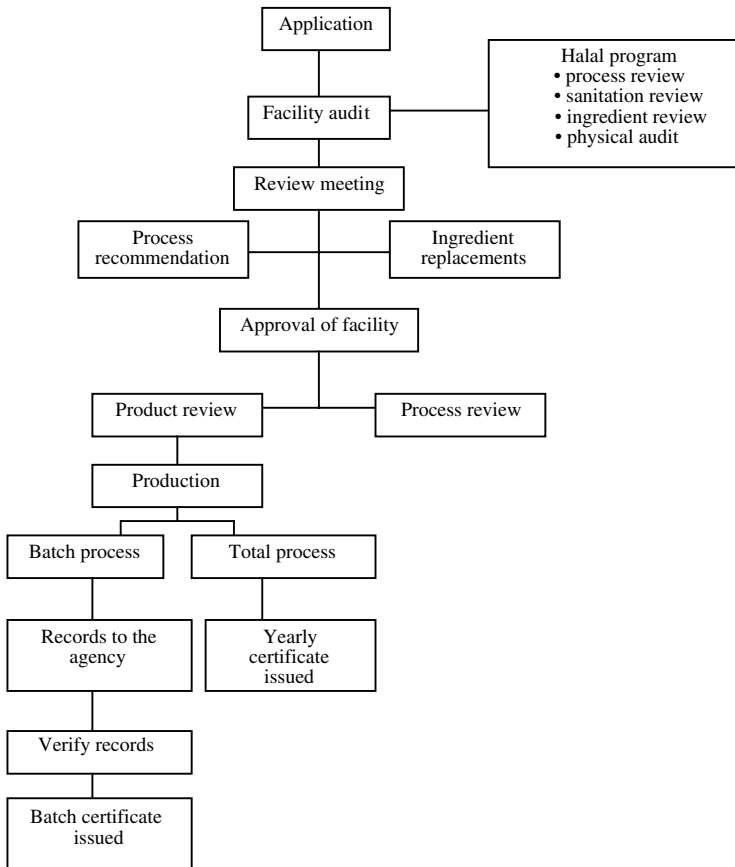 Application
Halal program
• process review
• sanitation review
• ingredient review
• physical audit
Facility audit
Review meeting
Process
recommendation
Ingredient
replacements
Approval of facility
Product review
Process review
Production
Batch process
Total process
Records to the
agency
Yearly
certificate
issued
Verify records
Batch certificate
issued